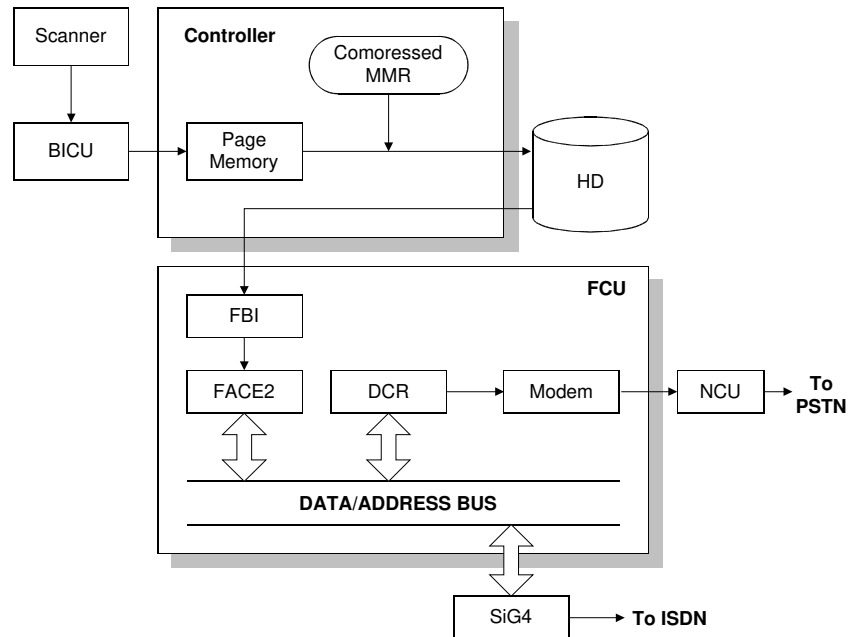 Scanner
Controller
Comoressed
MMR
BICU
Page
Memory
HD
FCU
FBI
FACE2
DCR
Modem
NCU
To
PSTN
DATA/ADDRESS BUS
SiG4
To ISDN